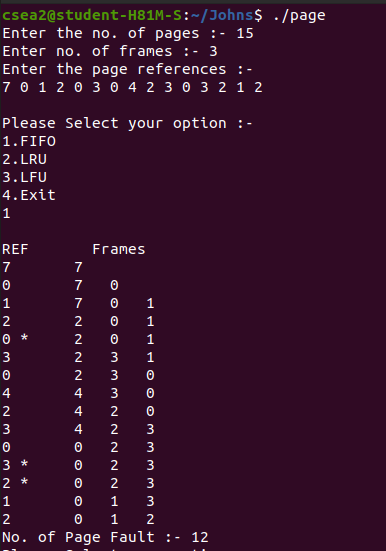 csea2@student-H81M-S:~/Johns$ ./page
Enter the no. of pages :- 15
Enter no. of frames :- 3
Enter the page references :-
7 0 1 2 0 3 0 4 2 3 0 3 2 1 2

Please Select your option :-
1.FIFO
2.LRU
3.LFU
4.Exit
1

REF       Frames
7       7
0       7   0
1       7   0   1
2       2   0   1
0 *     2   0   1
3       2   3   1
0       2   3   0
4       4   3   0
2       4   2   0
3       4   2   3
0       0   2   3
3 *     0   2   3
2 *     0   2   3
1       0   1   3
2       0   1   2
No. of Page Fault :- 12
Please Select your option :-